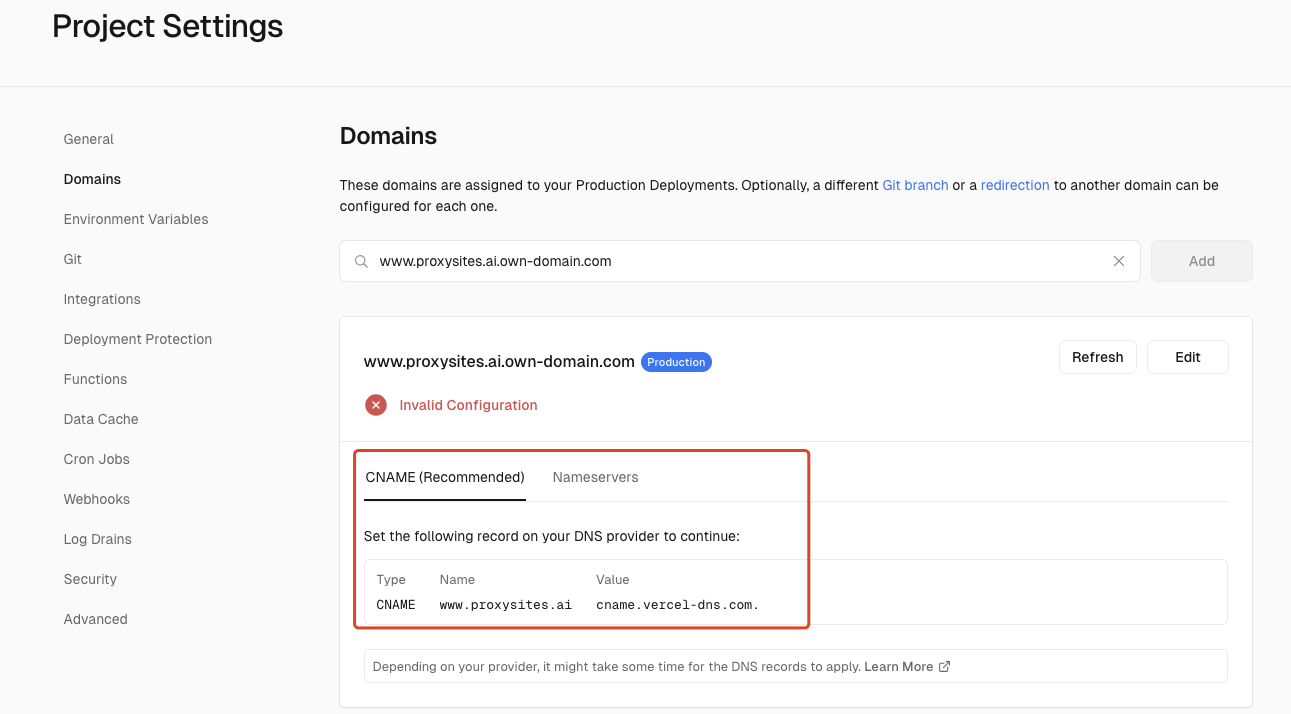 Project Settings
General
Domains
Environment Variables
Git
Integrations
Deployment Protection
Functions
Data Cache
Cron Jobs
Webhooks
Log Drains
Security
Advanced
Domains
These domains are assigned to your Production Deployments. Optionally, a different Git branch or a redirection to another domain can be
configured for each one.
www.proxysites.ai.own-domain.com
Add
www.proxysites.ai.own-domain.com Production
Refresh Edit
Invalid Configuration
CNAME (Recommended) Nameservers
Set the following record on your DNS provider to continue:
Type Name Value
CNAME www.proxysites.ai cname.vercel-dns.com.
Depending on your provider, it might take some time for the DNS records to apply. Learn More